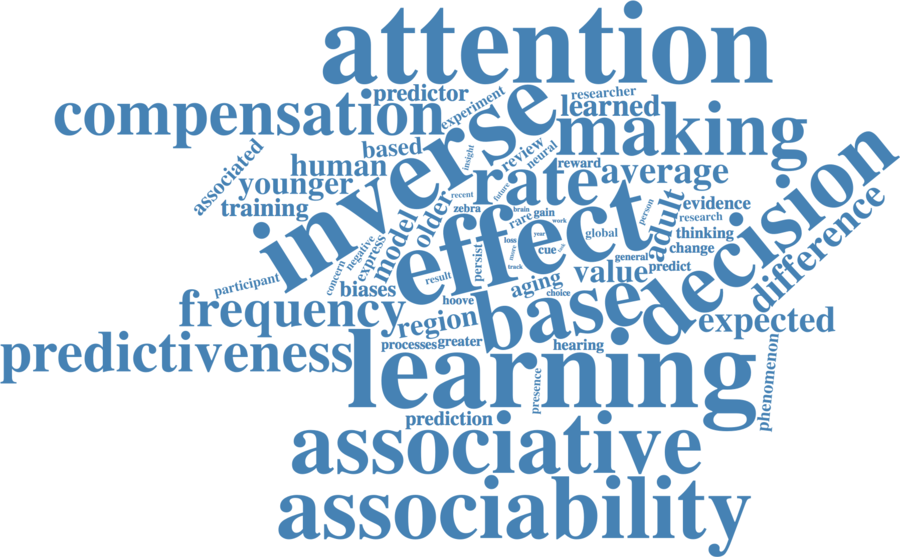 attention
compensation
predictor
experiment
researcher
learned
making
inverse
associated
based
human
younger
training
insight
review
neural
reward
rate
average
future
recent
zebra
brain
rare
gain
work
year
person
adult
evidence
research
thinking
change
decision
difference
older
model
express
negative
concern
participant
biases
effect
result
persist
loss
more
track
cue
global
general
predict
value
aging
choice
hoove
base
frequency
region
expected
predictiveness
processes
greater
hearing
learning
presence
phenomenon
prediction
associative
associability